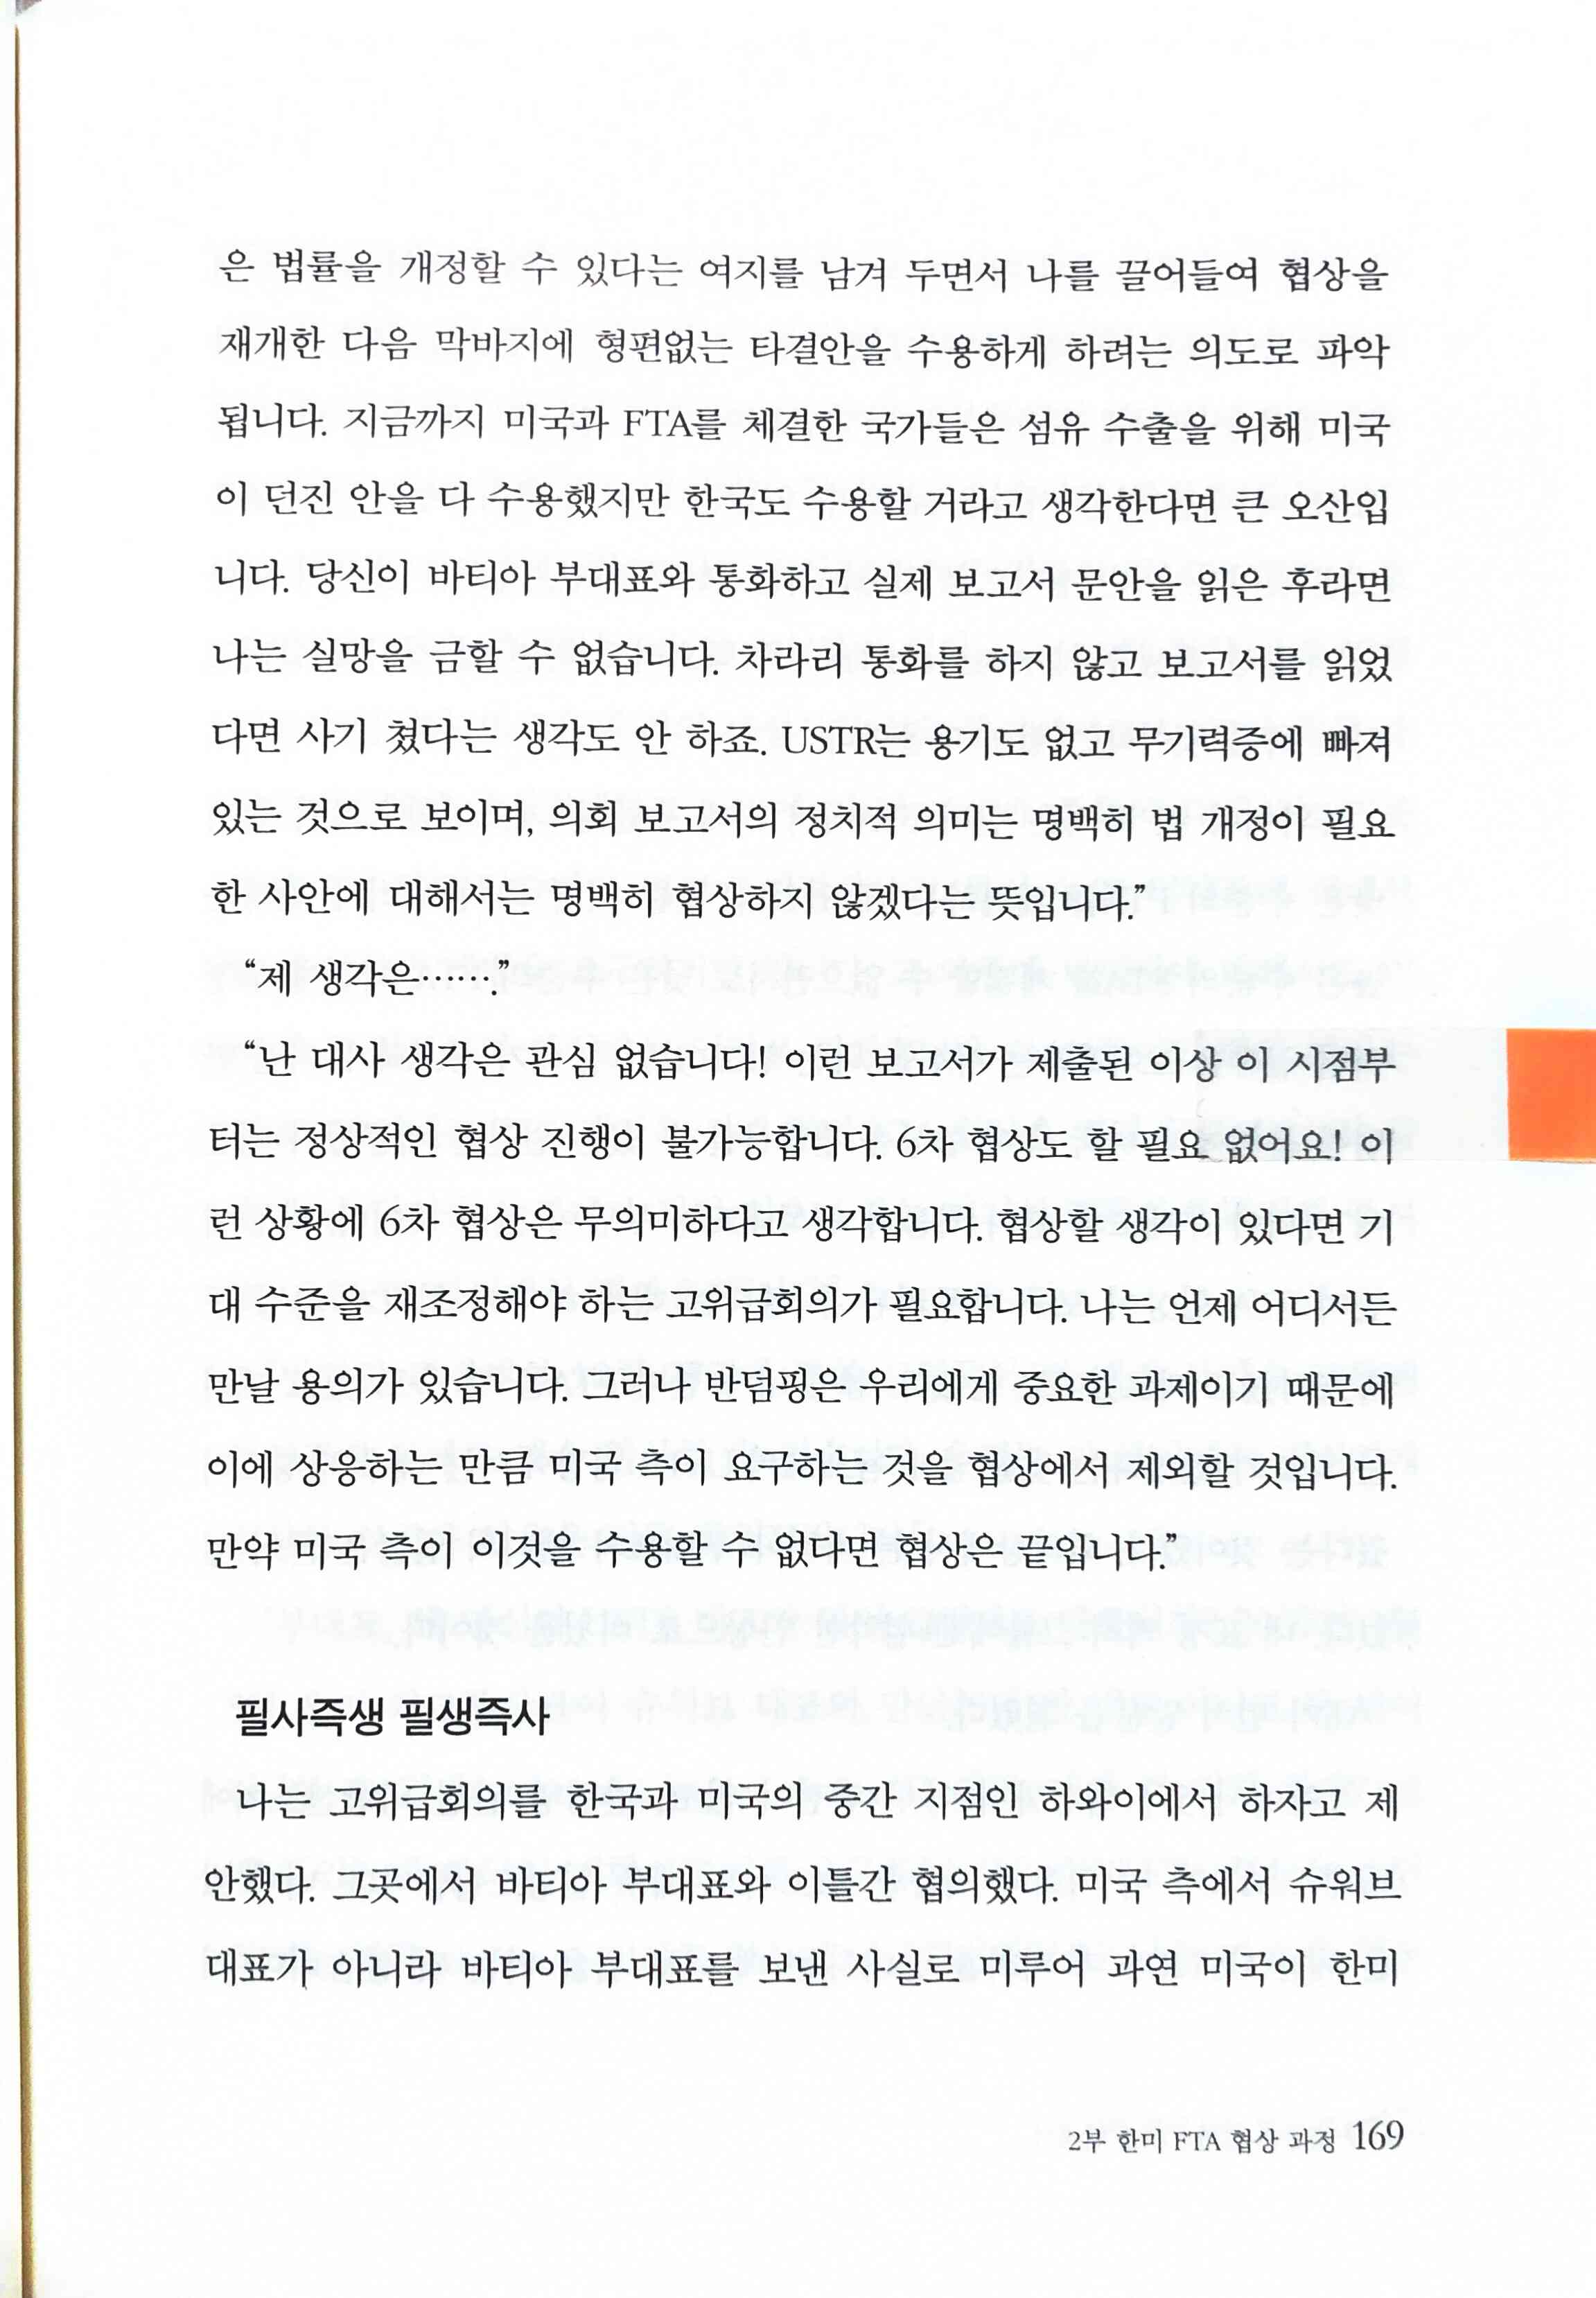 은 법률을 개정할 수 있다는 여지를 남겨 두면서 나를 끌어들여 협상을
재개한 다음 막바지에 형편없는 타결안을 수용하게 하려는 의도로 파악
됩니다. 지금까지 미국과 FTA를 체결한 국가들은 섬유 수출을 위해 미국
이 던진 안을 다 수용했지만 한국도 수용할 거라고 생각한다면 큰 오산입
니다. 당신이 바티아 부대표와 통화하고 실제 보고서 문안을 읽은 후라면
나는 실망을 금할 수 없습니다. 차라리 통화를 하지 않고 보고서를 읽었
다면 사기 쳤다는 생각도 안 하죠. USTR는 용기도 없고 무기력증에 빠져
있는 것으로 보이며, 의회 보고서의 정치적 의미는 명백히 법 개정이 필요
한 사안에 대해서는 명백히 협상하지 않겠다는 뜻입니다.”
“제 생각은…….”
“난 대사 생각은 관심 없습니다! 이런 보고서가 제출된 이상 이 시점부
터는 정상적인 협상 진행이 불가능합니다. 6차 협상도 할 필요 없어요! 이
런 상황에 6차 협상은 무의미하다고 생각합니다. 협상할 생각이 있다면 기
대 수준을 재조정해야 하는 고위급회의가 필요합니다. 나는 언제 어디서든
만날 용의가 있습니다. 그러나 반덤핑은 우리에게 중요한 과제이기 때문에
이에 상응하는 만큼 미국 측이 요구하는 것을 협상에서 제외할 것입니다.
만약 미국 측이 이것을 수용할 수 없다면 협상은 끝입니다.”
필사즉생 필생즉사
나는 고위급회의를 한국과 미국의 중간 지점인 하와이에서 하자고 제
안했다. 그곳에서 바티아 부대표와 이틀간 협의했다. 미국 측에서 슈워브
대표가 아니라 바티아 부대표를 보낸 사실로 미루어 과연 미국이 한미
2부 한미 FTA 협상 과정 169